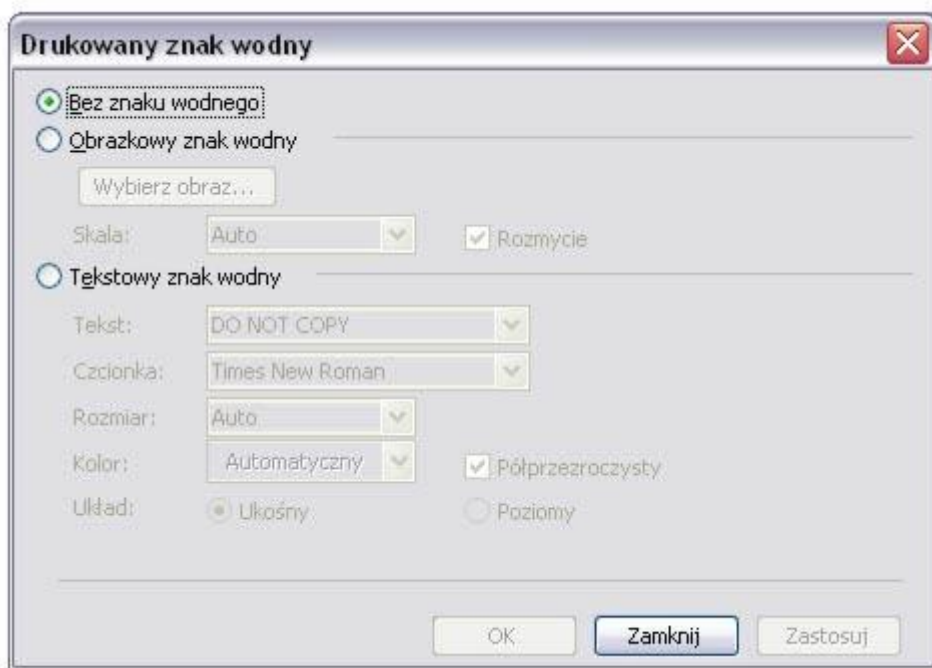 Drukowany znak wodny
Bez znaku wodnego
Obrazkowy znak wodny
Wybierz obraz...
Skala: Auto Rozmycie
Tekstowy znak wodny
Tekst: DO NOT COPY
Czcionka: Times New Roman
Rozmiar: Auto
Kolor: Automatyczny Półprzezroczysty
Układ: Ukośny Poziomy
OK Zamknij Zastosuj